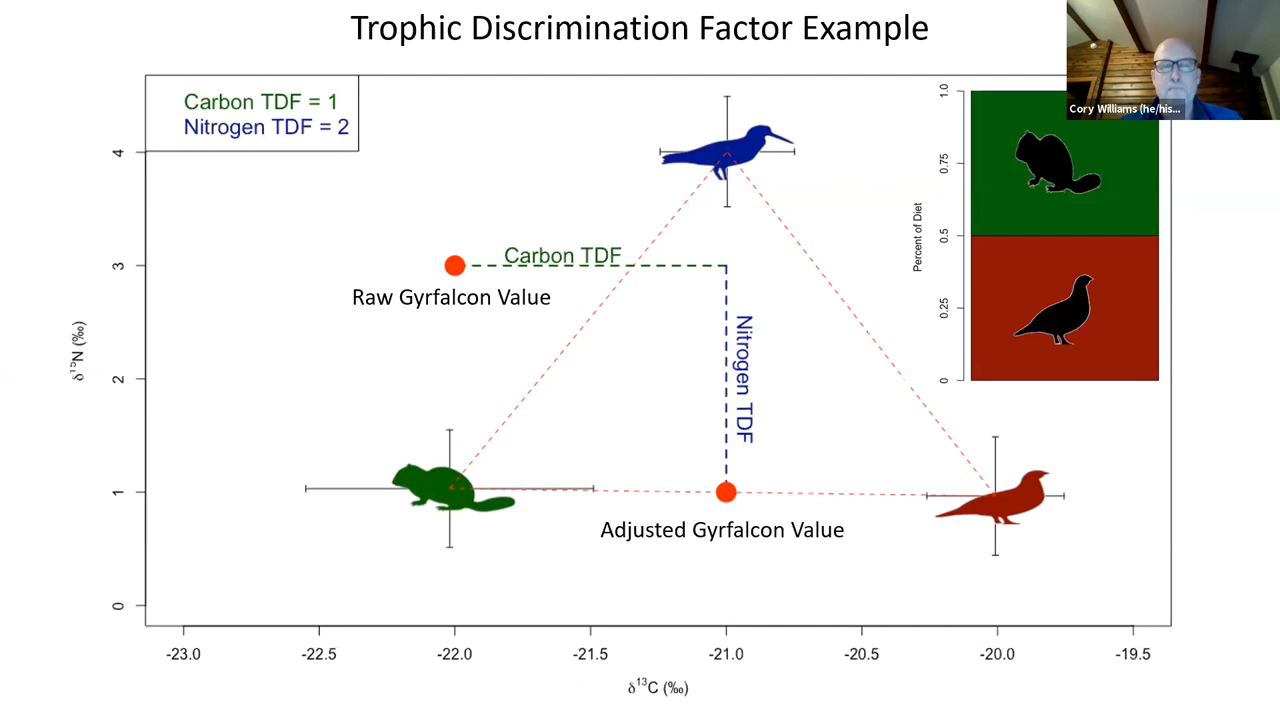 Trophic Discrimination Factor Example
Cory Williams (he/his...
Carbon TDF = 1
Nitrogen TDF = 2
Carbon TDF
Raw Gyrfalcon Value
Nitrogen TDF
Adjusted Gyrfalcon Value
Percent of Diet
1.0
0.75
0.5
0.25
0
δ¹⁵N (‰)
4
3
2
1
0
-23.0 -22.5 -22.0 -21.5 -21.0 -20.5 -20.0 -19.5
δ¹³C (‰)